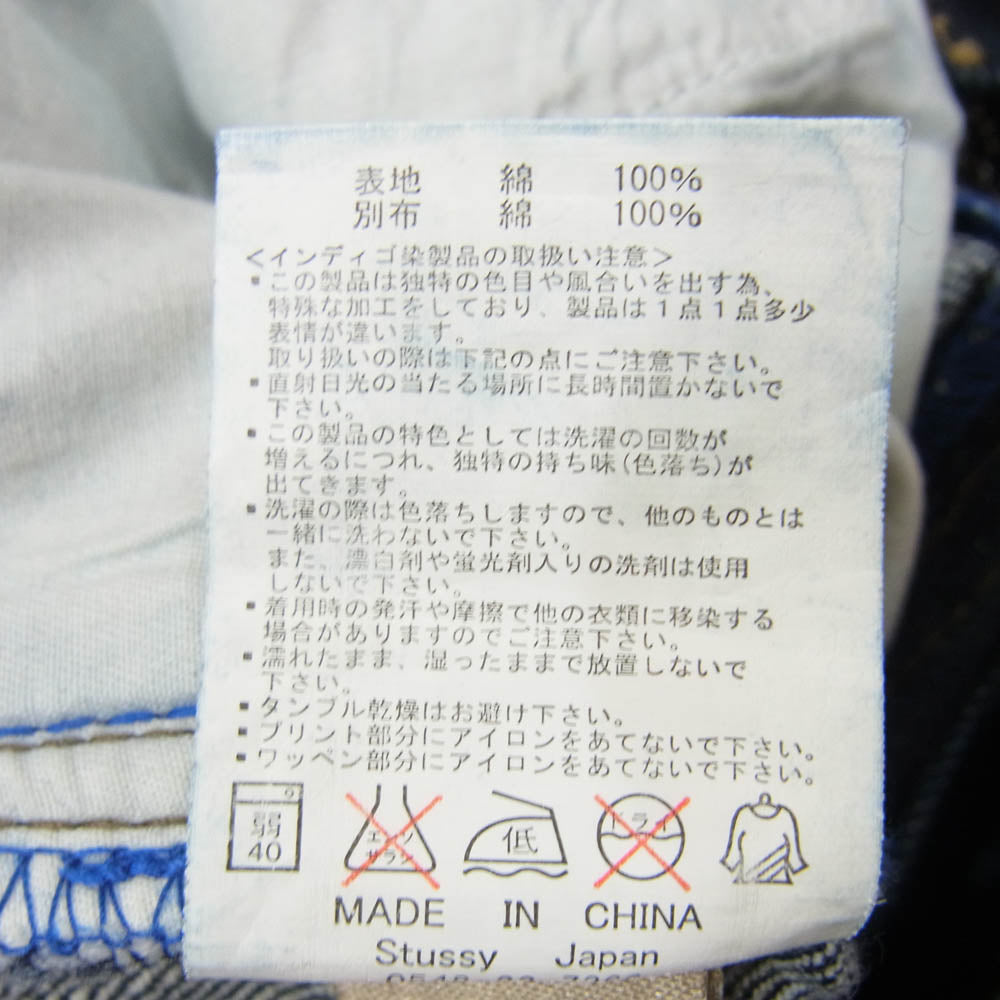 表地 綿 100%
別布 綿 100%
<インディゴ染製品の取扱い注意>
▪この製品は独特の色目や風合いを出す為、
特殊な加工をしており、製品は1点1点多少
表情が違います。
取り扱いの際は下記の点にご注意下さい。
▪直射日光の当たる場所に長時間置かないで
下さい。
▪この製品の特色としては洗濯の回数が
増えるにつれ、独特の持ち味(色落ち)が
出てきます。
▪洗濯の際は色落ちしますので、他のものとは
一緒に洗わないで下さい。
また、漂白剤や蛍光剤入りの洗剤は使用
しないで下さい。
▪着用時の発汗や摩擦で他の衣類に移染する
場合がありますのでご注意下さい。
▪濡れたまま、湿ったままで放置しないで
下さい。
▪タンブル乾燥はお避け下さい。
▪プリント部分にアイロンをあてないで下さい。
▪ワッペン部分にアイロンをあてないで下さい。
弱 40 エンソ サラシ 低 ドライ
MADE IN CHINA
Stussy Japan